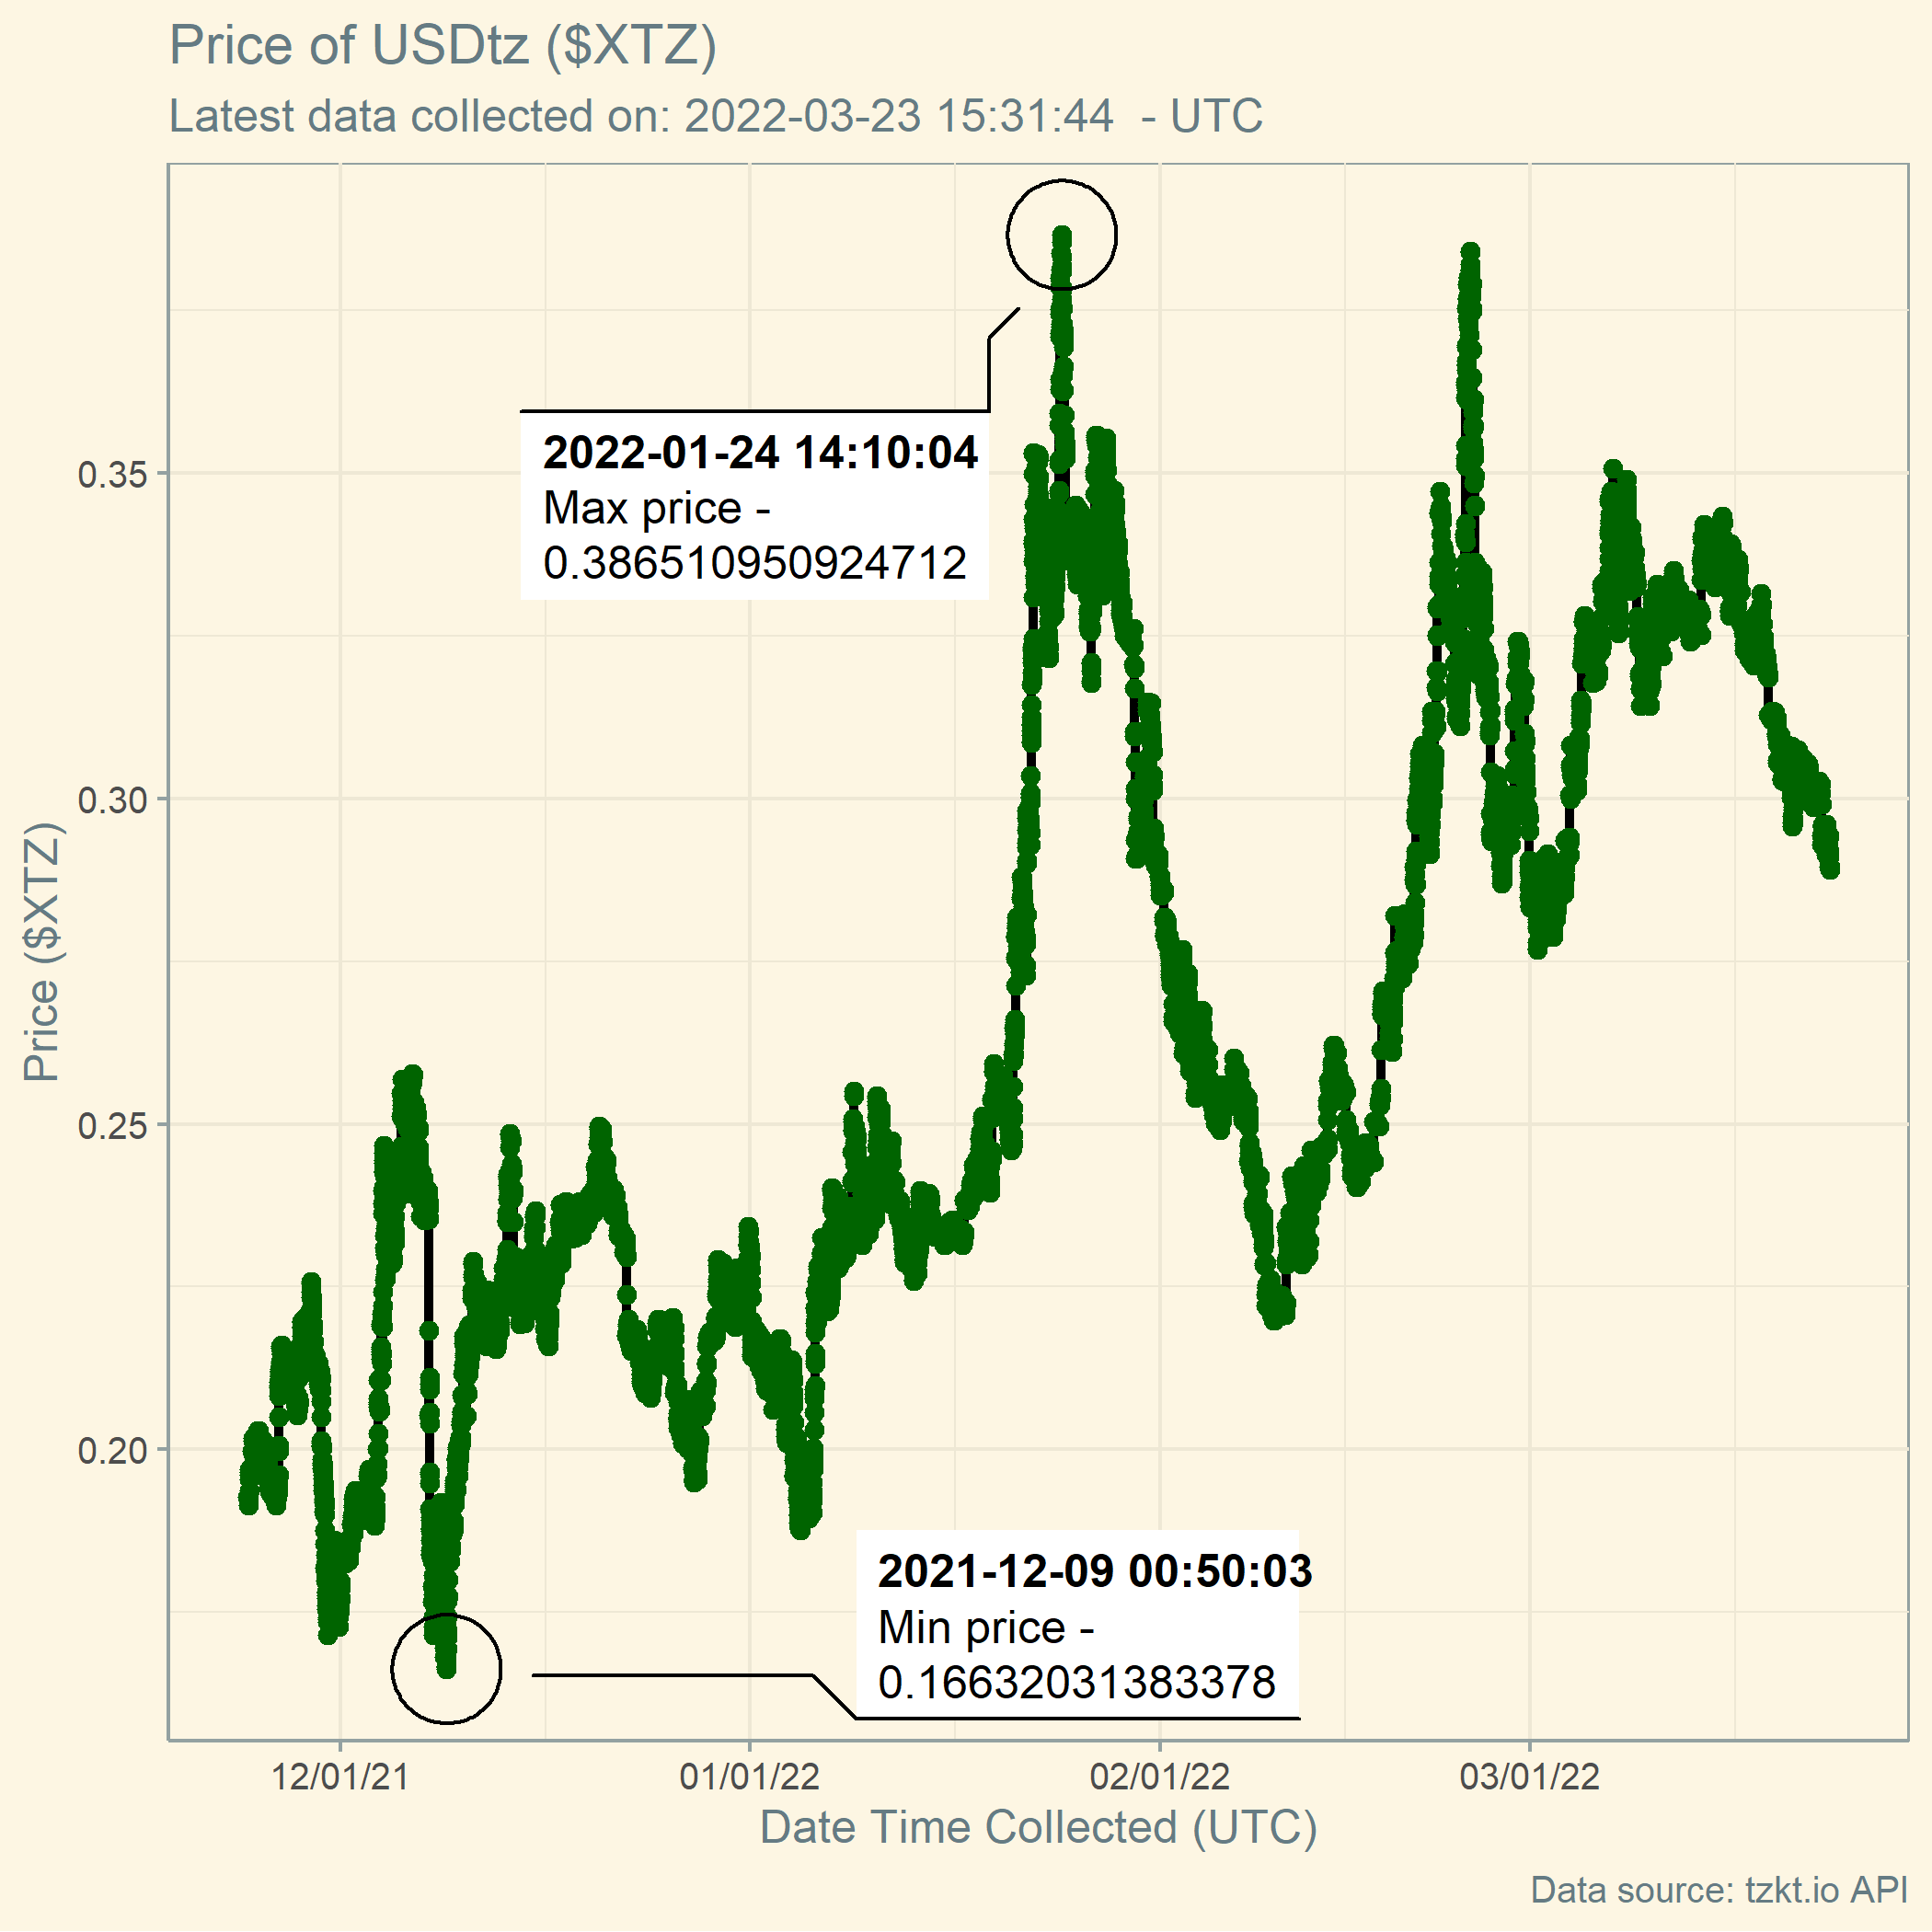 Price of USDtz ($XTZ)
Latest data collected on: 2022-03-23 15:31:44  - UTC
2022-01-24 14:10:04
Max price -
0.386510950924712
0.35
0.30
0.25
0.20
Price ($XTZ)
2021-12-09 00:50:03
Min price -
0.16632031383378
12/01/21
01/01/22
02/01/22
03/01/22
Date Time Collected (UTC)
Data source: tzkt.io API